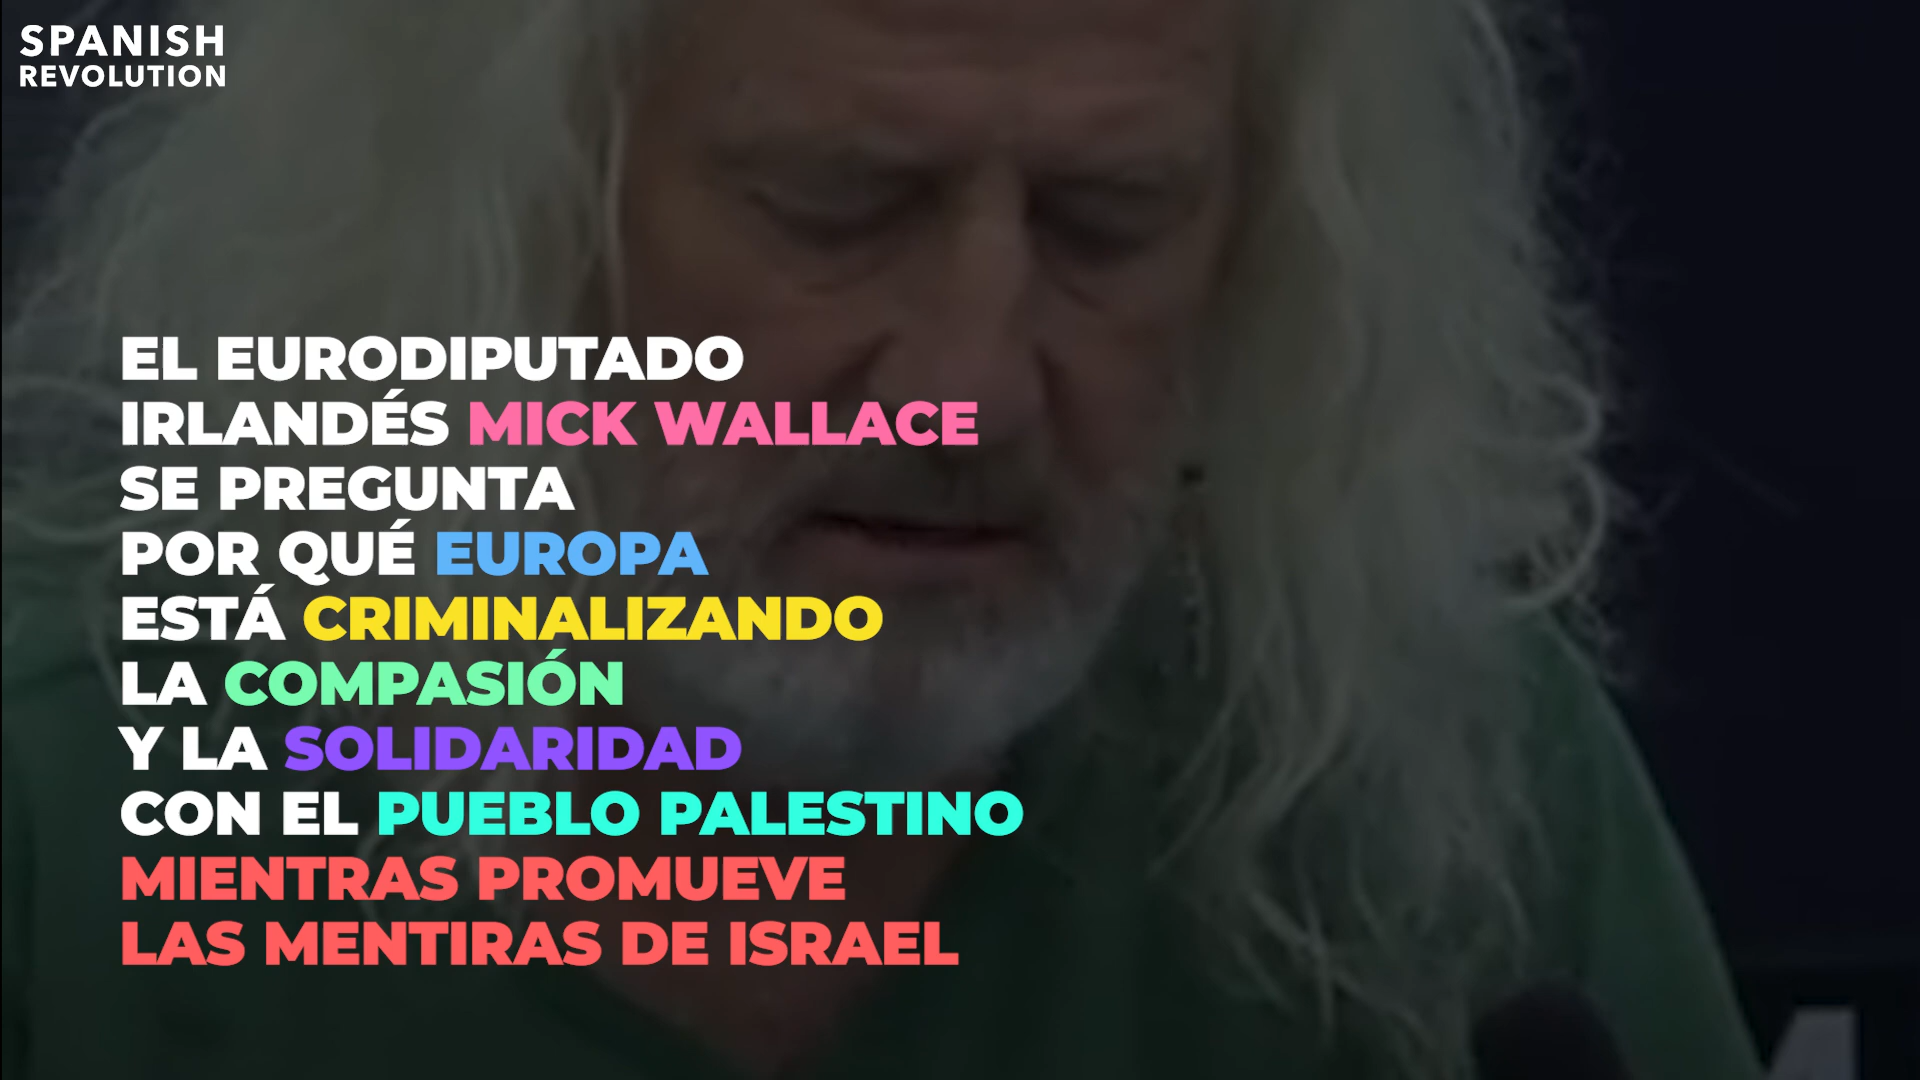 SPANISH
REVOLUTION
EL EURODIPUTADO
IRLANDÉS MICK WALLACE
SE PREGUNTA
POR QUÉ EUROPA
ESTÁ CRIMINALIZANDO
LA COMPASIÓN
Y LA SOLIDARIDAD
CON EL PUEBLO PALESTINO
MIENTRAS PROMUEVE
LAS MENTIRAS DE ISRAEL